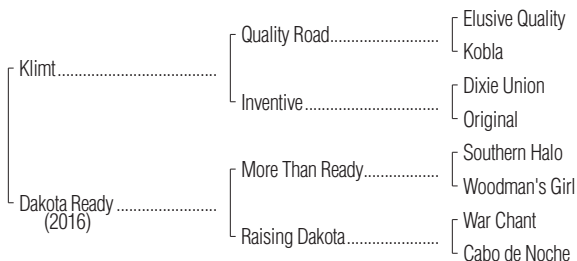 Elusive Quality
Quality Road
Kobla
Klimt
Dixie Union
Inventive
Original
Southern Halo
More Than Ready
Woodman's Girl
Dakota Ready
(2016)
War Chant
Raising Dakota
Cabo de Noche